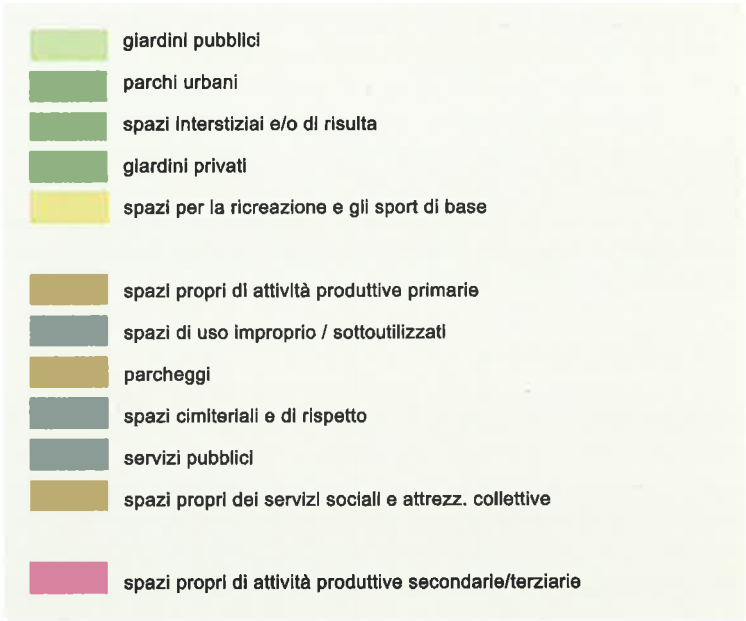 giardini pubblici
parchi urbani
spazi interstiziai e/o di risulta
giardini privati
spazi per la ricreazione e gli sport di base
spazi propri di attività produttive primarie
spazi di uso improprio / sottoutilizzati
parcheggi
spazi cimiteriali e di rispetto
servizi pubblici
spazi propri dei servizi sociali e attrezz. collettive
spazi propri di attività produttive secondarie/terziarie